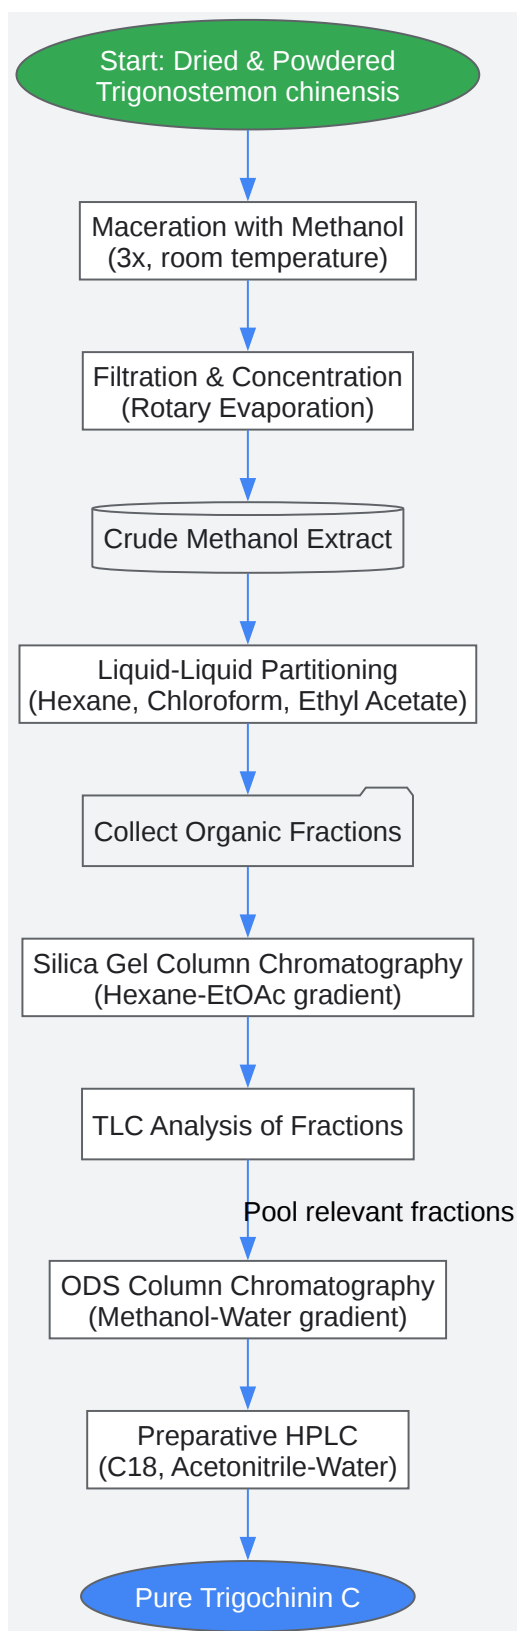 Start: Dried & Powdered
Trigonostemon chinensis
Maceration with Methanol
(3x, room temperature)
Filtration & Concentration
(Rotary Evaporation)
Crude Methanol Extract
Liquid-Liquid Partitioning
(Hexane, Chloroform, Ethyl Acetate)
Collect Organic Fractions
Silica Gel Column Chromatography
(Hexane-EtOAc gradient)
TLC Analysis of Fractions
Pool relevant fractions
ODS Column Chromatography
(Methanol-Water gradient)
Preparative HPLC
(C18, Acetonitrile-Water)
Pure Trigochinin C